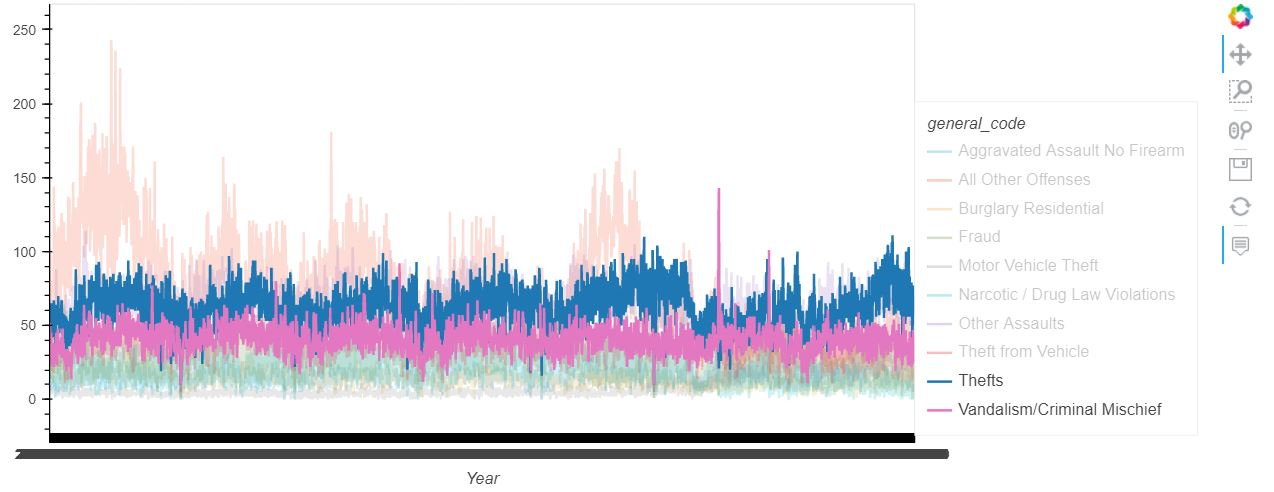 250
200
150
100
50
0
Year
general_code
Aggravated Assault No Firearm
All Other Offenses
Burglary Residential
Fraud
Motor Vehicle Theft
Narcotic / Drug Law Violations
Other Assaults
Theft from Vehicle
Thefts
Vandalism/Criminal Mischief